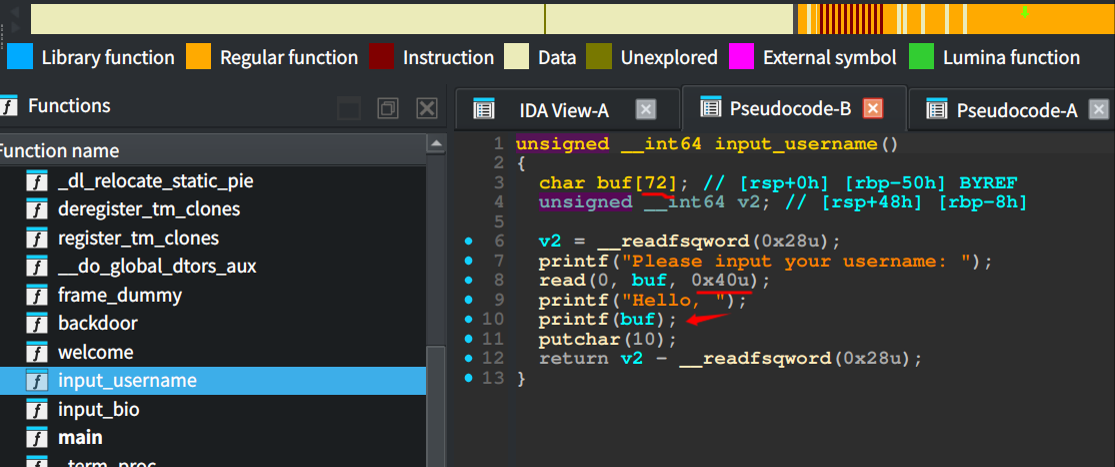 Library function Regular function Instruction Data Unexplored External symbol Lumina function
Functions
IDA View-A Pseudocode-B Pseudocode-A
Function name
_dl_relocate_static_pie
deregister_tm_clones
register_tm_clones
__do_global_dtors_aux
frame_dummy
backdoor
welcome
input_username
input_bio
main
_term_proc
1 unsigned __int64 input_username()
2 {
3 char buf[72]; // [rsp+0h] [rbp-50h] BYREF
4 unsigned __int64 v2; // [rsp+48h] [rbp-8h]
5
6 v2 = __readfsqword(0x28u);
7 printf("Please input your username: ");
8 read(0, buf, 0x40u);
9 printf("Hello, ");
10 printf(buf);
11 putchar(10);
12 return v2 - __readfsqword(0x28u);
13 }